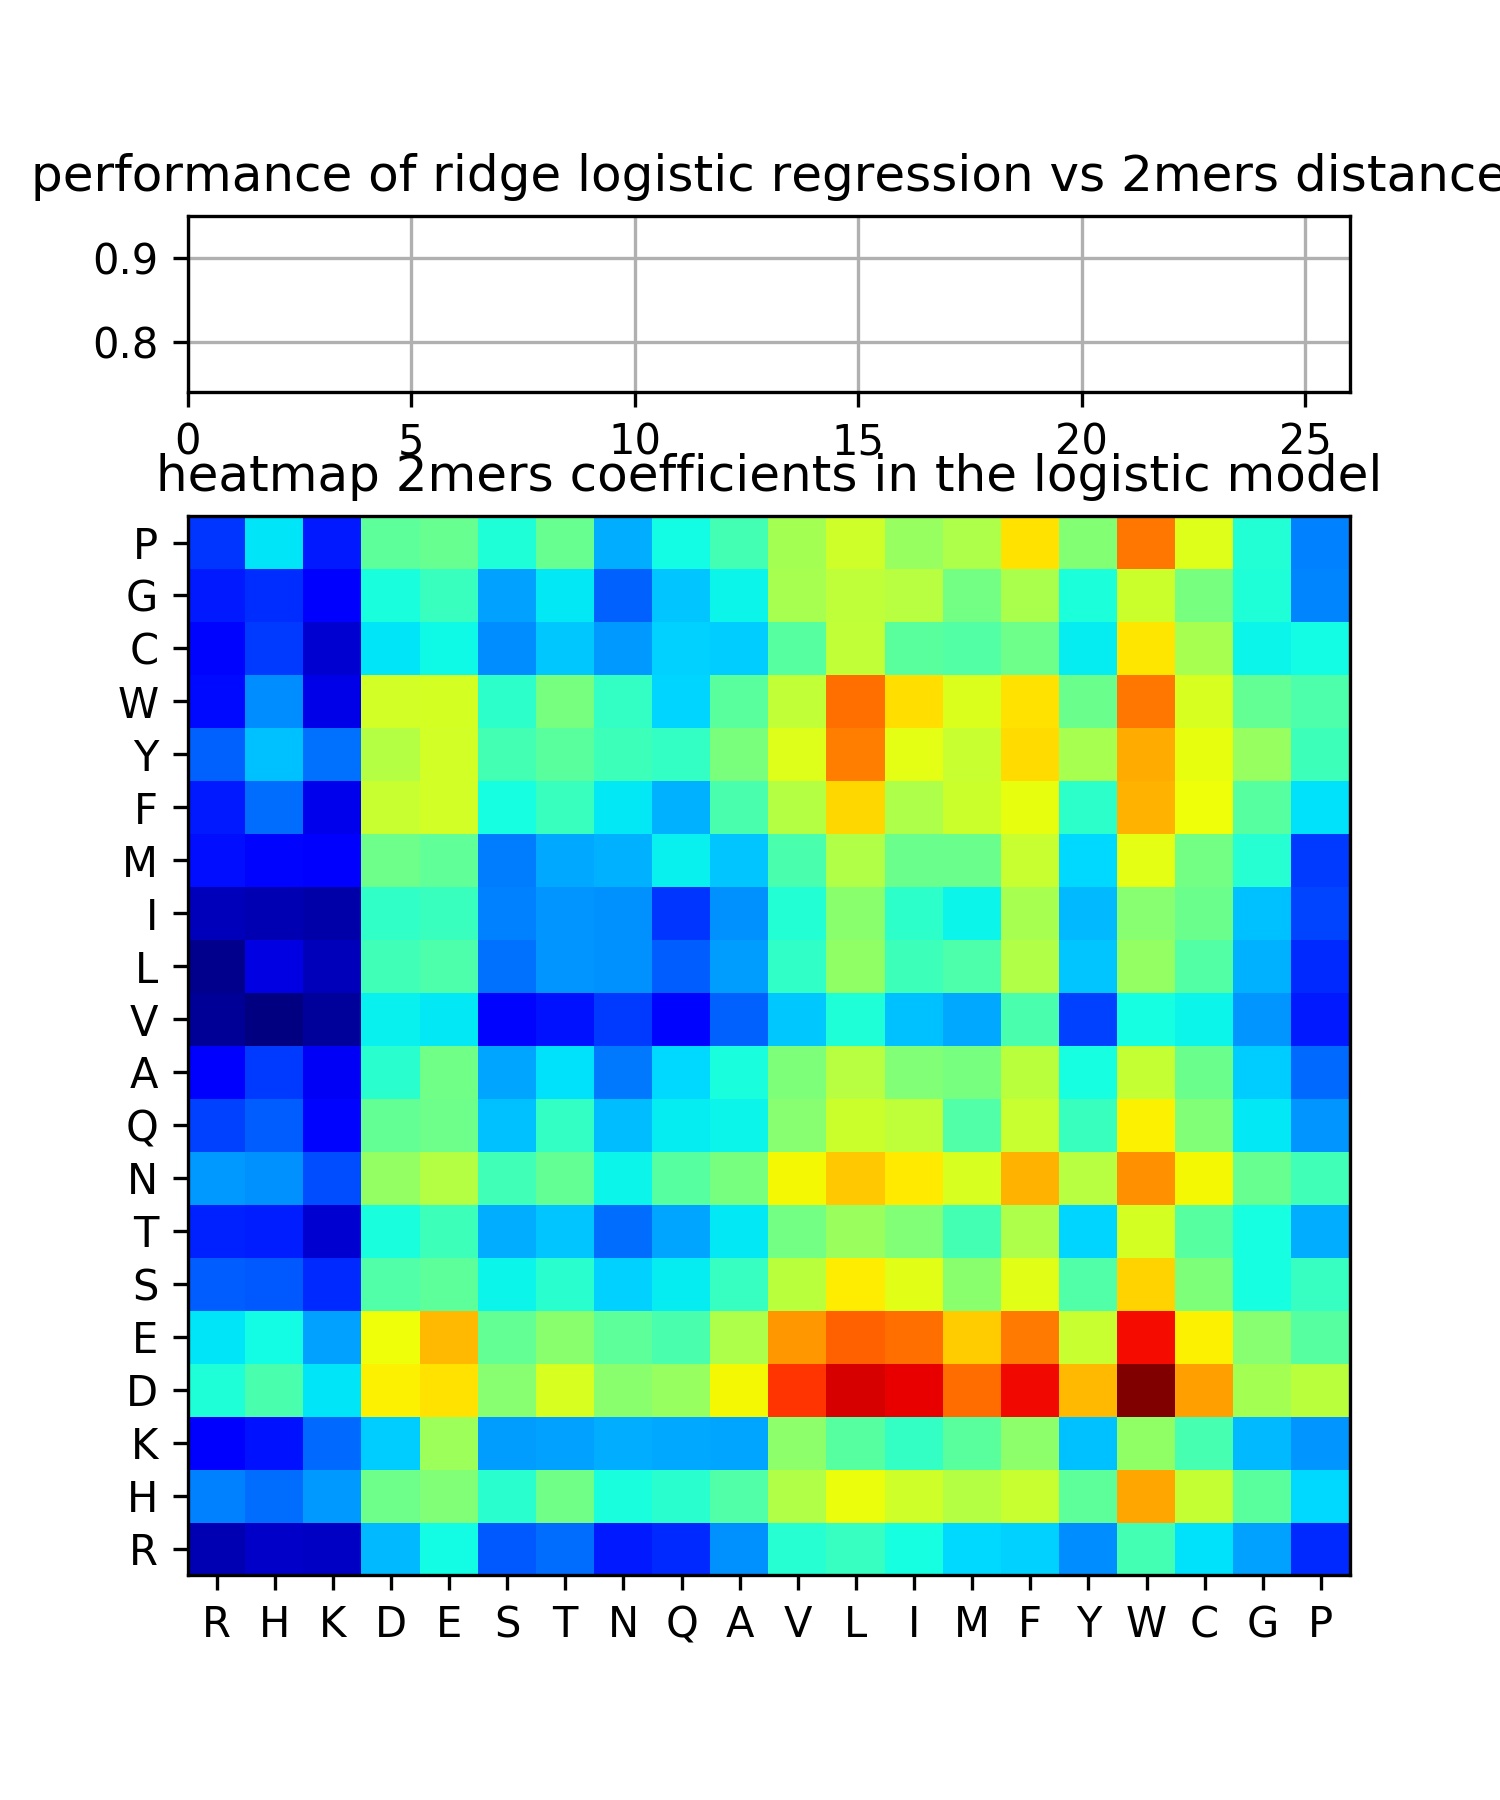 performance of ridge logistic regression vs 2mers distance
0.9
0.8
0 5 10 15 20 25
heatmap 2mers coefficients in the logistic model
P
G
C
W
Y
F
M
I
L
V
A
Q
N
T
S
E
D
K
H
R
R H K D E S T N Q A V L I M F Y W C G P